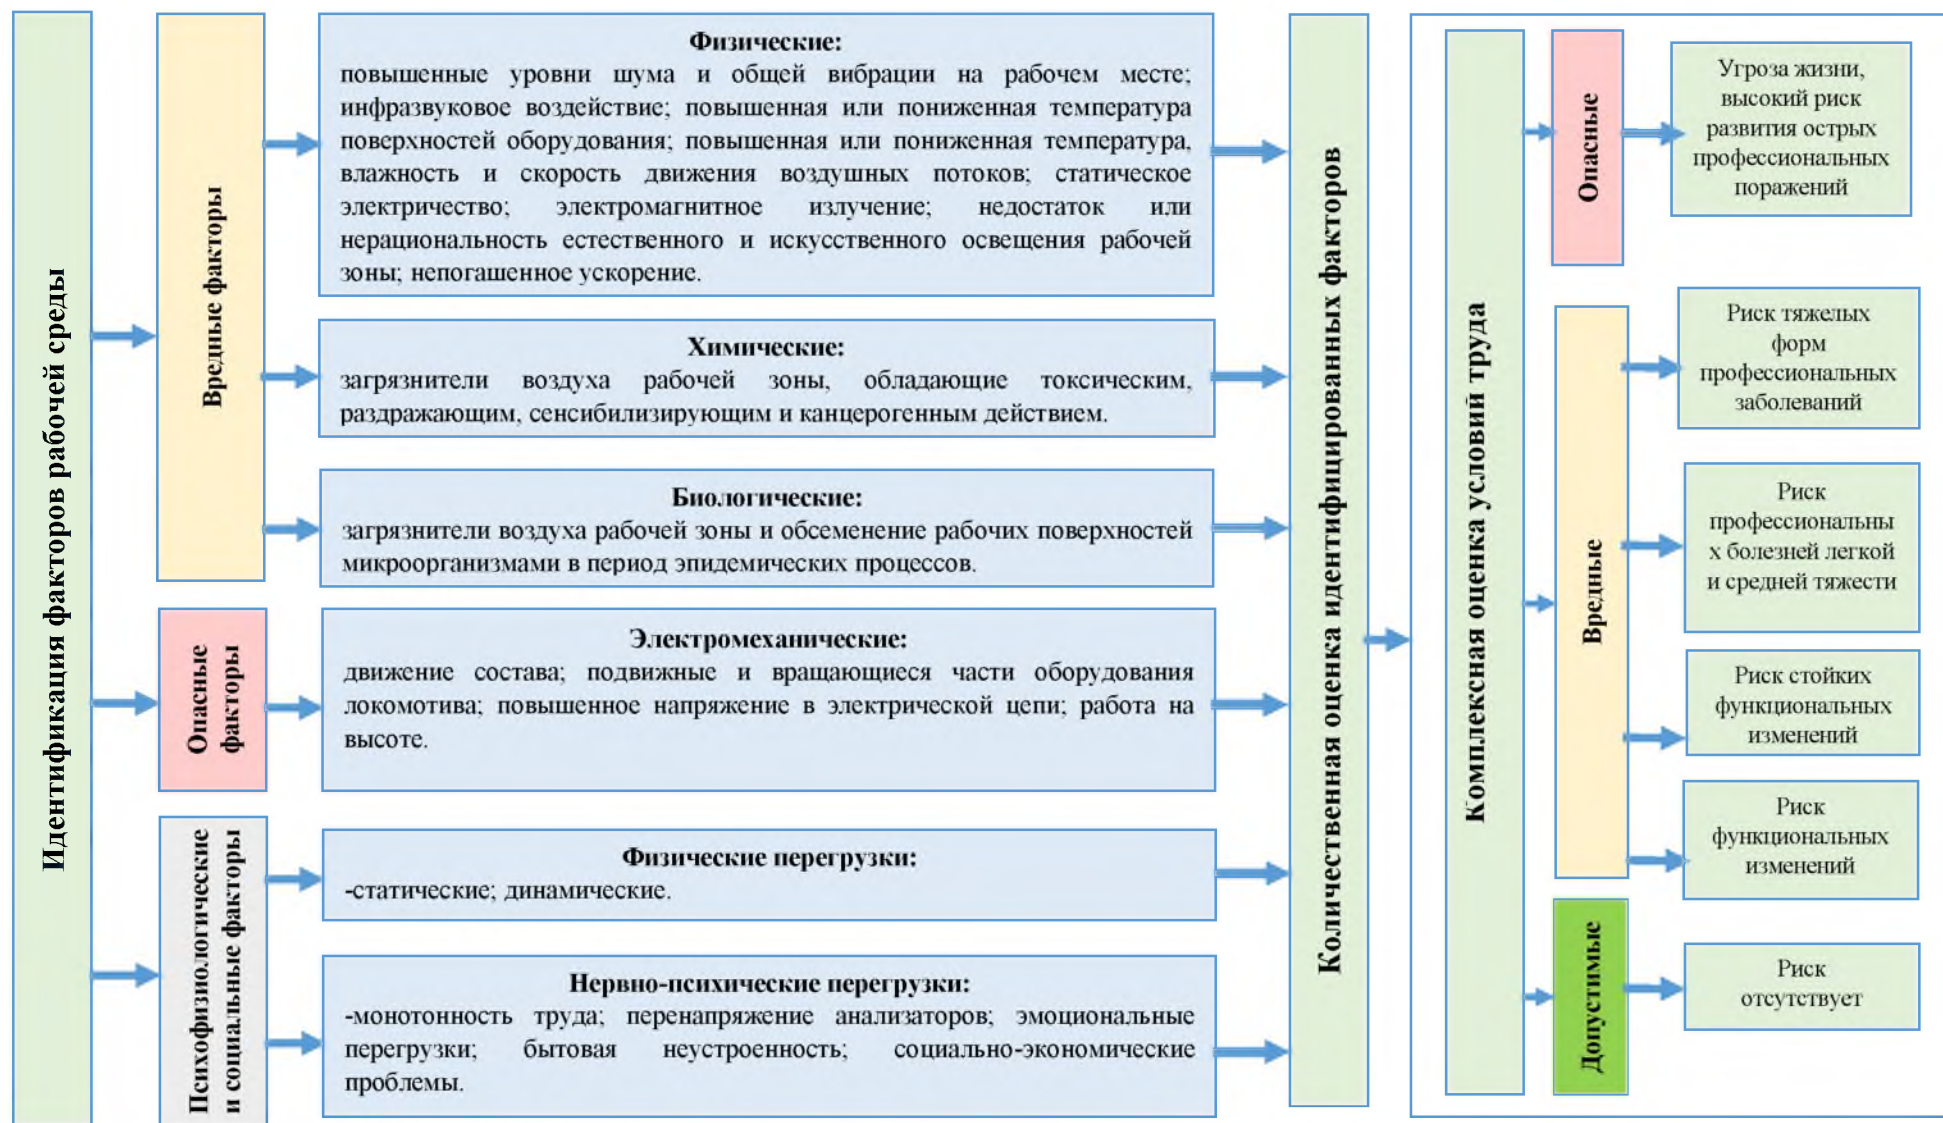 Идентификация факторов рабочей среды
Вредные факторы
Физические:
повышенные уровни шума и общей вибрации на рабочем месте;
инфразвуковое воздействие; повышенная или пониженная температура
поверхностей оборудования; повышенная или пониженная температура,
влажность и скорость движения воздушных потоков; статическое
электричество; электромагнитное излучение; недостаток или
нерациональность естественного и искусственного освещения рабочей
зоны; непогашенное ускорение.
Химические:
загрязнители воздуха рабочей зоны, обладающие токсическим,
раздражающим, сенсибилизирующим и канцерогенным действием.
Биологические:
загрязнители воздуха рабочей зоны и обсеменение рабочих поверхностей
микроорганизмами в период эпидемических процессов.
Опасные
факторы
Электромеханические:
движение состава; подвижные и вращающиеся части оборудования
локомотива; повышенное напряжение в электрической цепи; работа на
высоте.
Психофизиологические
и социальные факторы
Физические перегрузки:
-статические; динамические.
Нервно-психические перегрузки:
-монотонность труда; перенапряжение анализаторов; эмоциональные
перегрузки; бытовая неустроенность; социально-экономические
проблемы.
Количественная оценка идентифицированных факторов
Комплексная оценка условий труда
Опасные
Угроза жизни,
высокий риск
развития острых
профессиональных
поражений
Вредные
Риск тяжелых
форм
профессиональных
заболеваний
Риск
профессиональны
х болезней легкой
и средней тяжести
Риск стойких
функциональных
изменений
Риск
функциональных
изменений
Допустимые
Риск
отсутствует